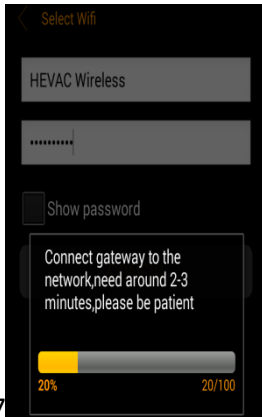 Select Wifi
HEVAC Wireless
••••••••••
Show password
Connect gateway to the
network,need around 2-3
minutes,please be patient
20% 20/100
7